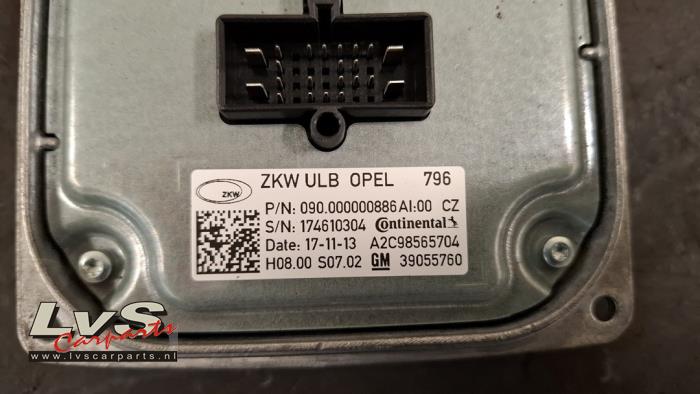 ZKW ULB OPEL 796
ZKW
P/N: 090.000000886 AI:00 CZ
S/N: 174610304 Continental
Date: 17-11-13 A2C98565704
H08.00 S07.02 GM 39055760
LvS
Carparts
www.lvscarparts.nl